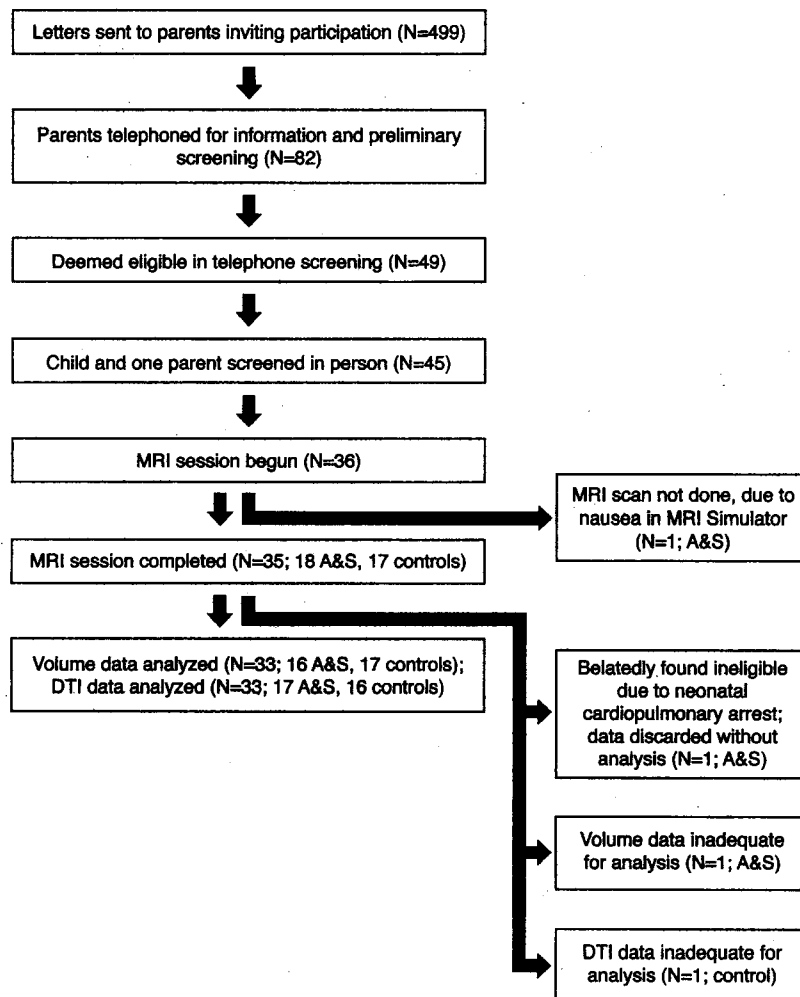 Letters sent to parents inviting participation (N=499)
Parents telephoned for information and preliminary
screening (N=82)
Deemed eligible in telephone screening (N=49)
Child and one parent screened in person (N=45)
MRI session begun (N=36)
MRI scan not done, due to
nausea in MRI Simulator
(N=1; A&S)
MRI session completed (N=35; 18 A&S, 17 controls)
Volume data analyzed (N=33; 16 A&S, 17 controls);
DTI data analyzed (N=33; 17 A&S, 16 controls)
Belatedly found ineligible
due to neonatal
cardiopulmonary arrest;
data discarded without
analysis (N=1; A&S)
Volume data inadequate
for analysis (N=1; A&S)
DTI data inadequate for
analysis (N=1; control)